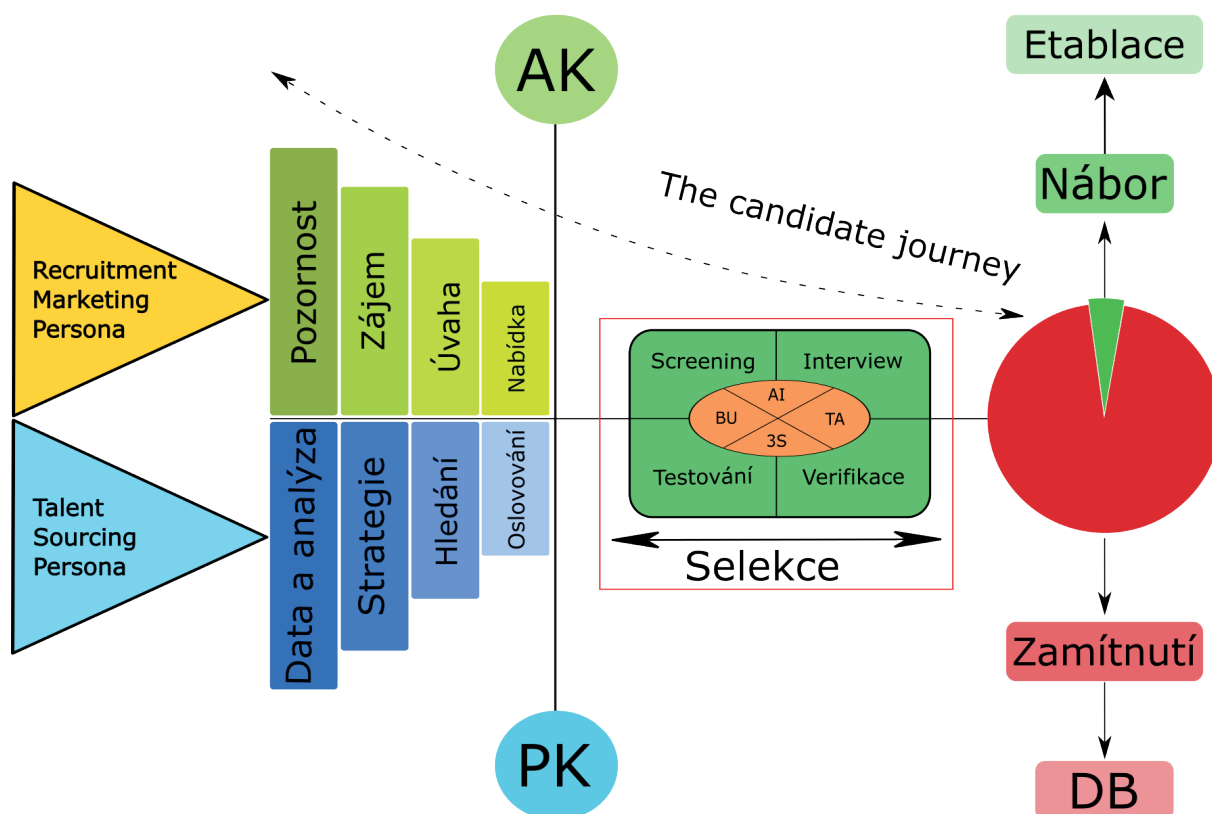 AK
Etablace
Nábor
The candidate journey
Recruitment
Marketing
Persona
Pozornost
Zájem
Úvaha
Nabídka
Screening
Interview
AI
BU
TA
3S
Testování
Verifikace
Selekce
Talent
Sourcing
Persona
Data a analýza
Strategie
Hledání
Oslovování
PK
Zamítnutí
DB